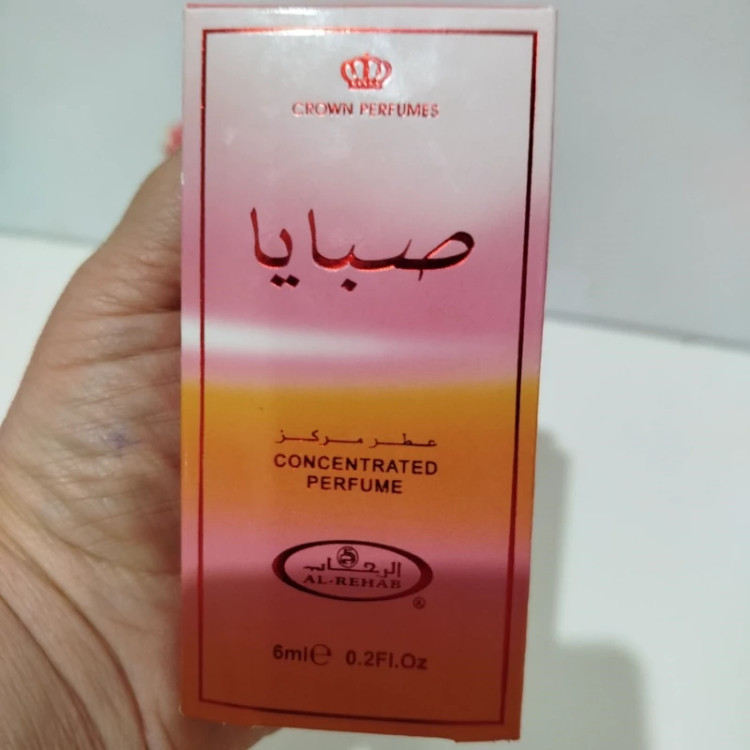 CROWN PERFUMES
صبايا
عطر مركز
CONCENTRATED
PERFUME
الرحاب
AL-REHAB
®
6ml℮ 0.2Fl.Oz